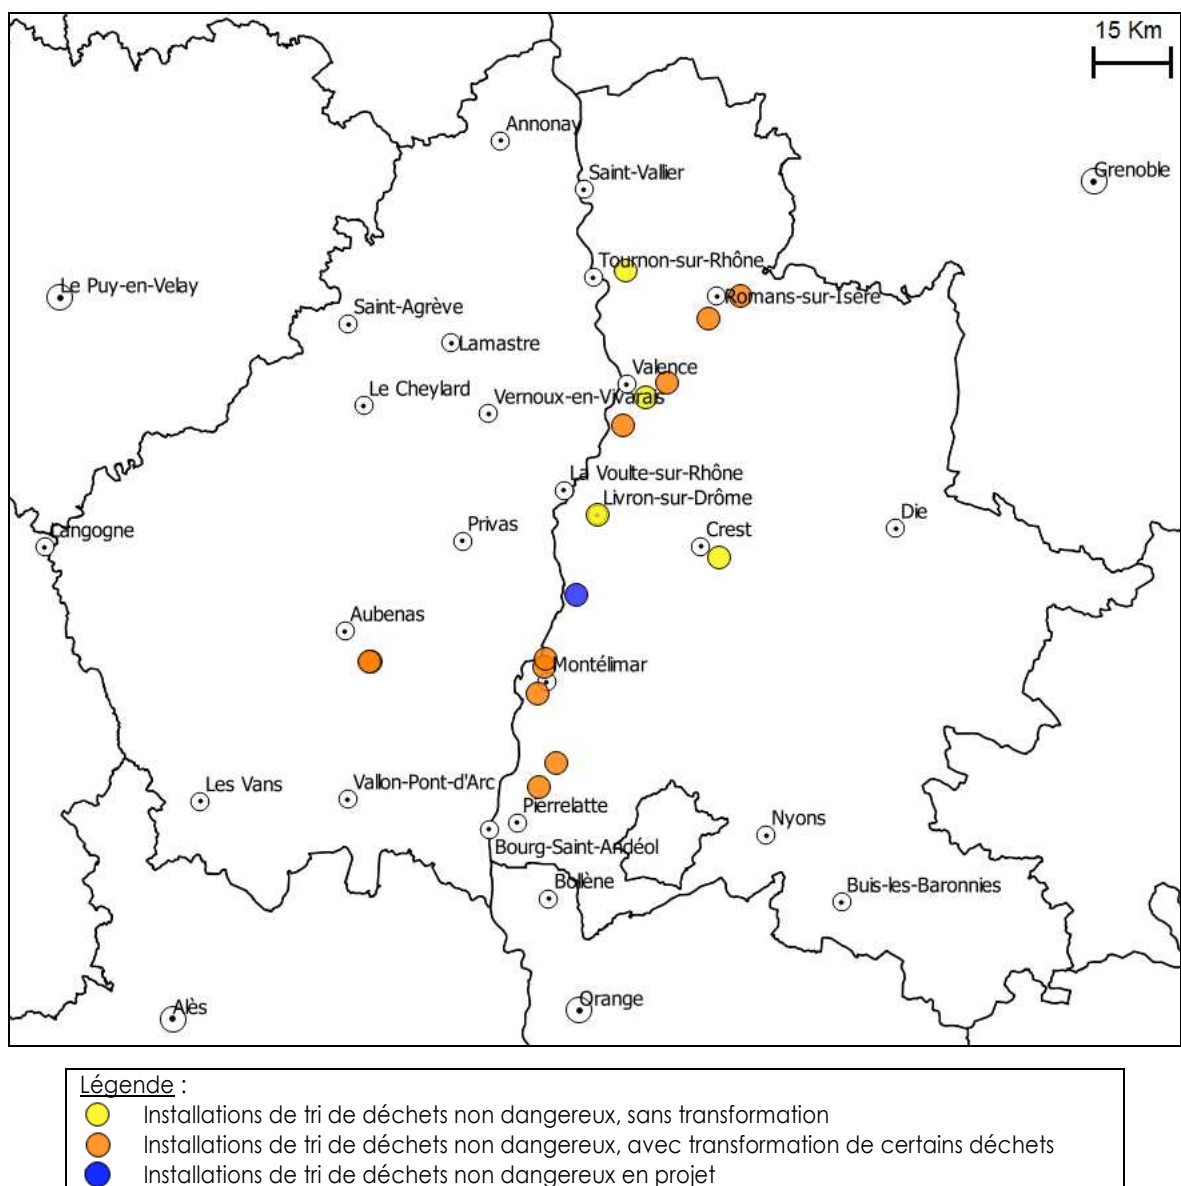 15 Km
Annonay
Saint-Vallier
Grenoble
Tournon-sur-Rhône
Le Puy-en-Velay
Romans-sur-Isère
Saint-Agrève
Lamastre
Valence
Le Cheylard
Vernoux-en-Vivarais
La Voulte-sur-Rhône
Livron-sur-Drôme
Die
Langogne
Privas
Crest
Aubenas
Montélimar
Les Vans
Vallon-Pont-d'Arc
Pierrelatte
Nyons
Bourg-Saint-Andéol
Bollène
Buis-les-Baronnies
Alès
Orange
Légende :
Installations de tri de déchets non dangereux, sans transformation
Installations de tri de déchets non dangereux, avec transformation de certains déchets
Installations de tri de déchets non dangereux en projet